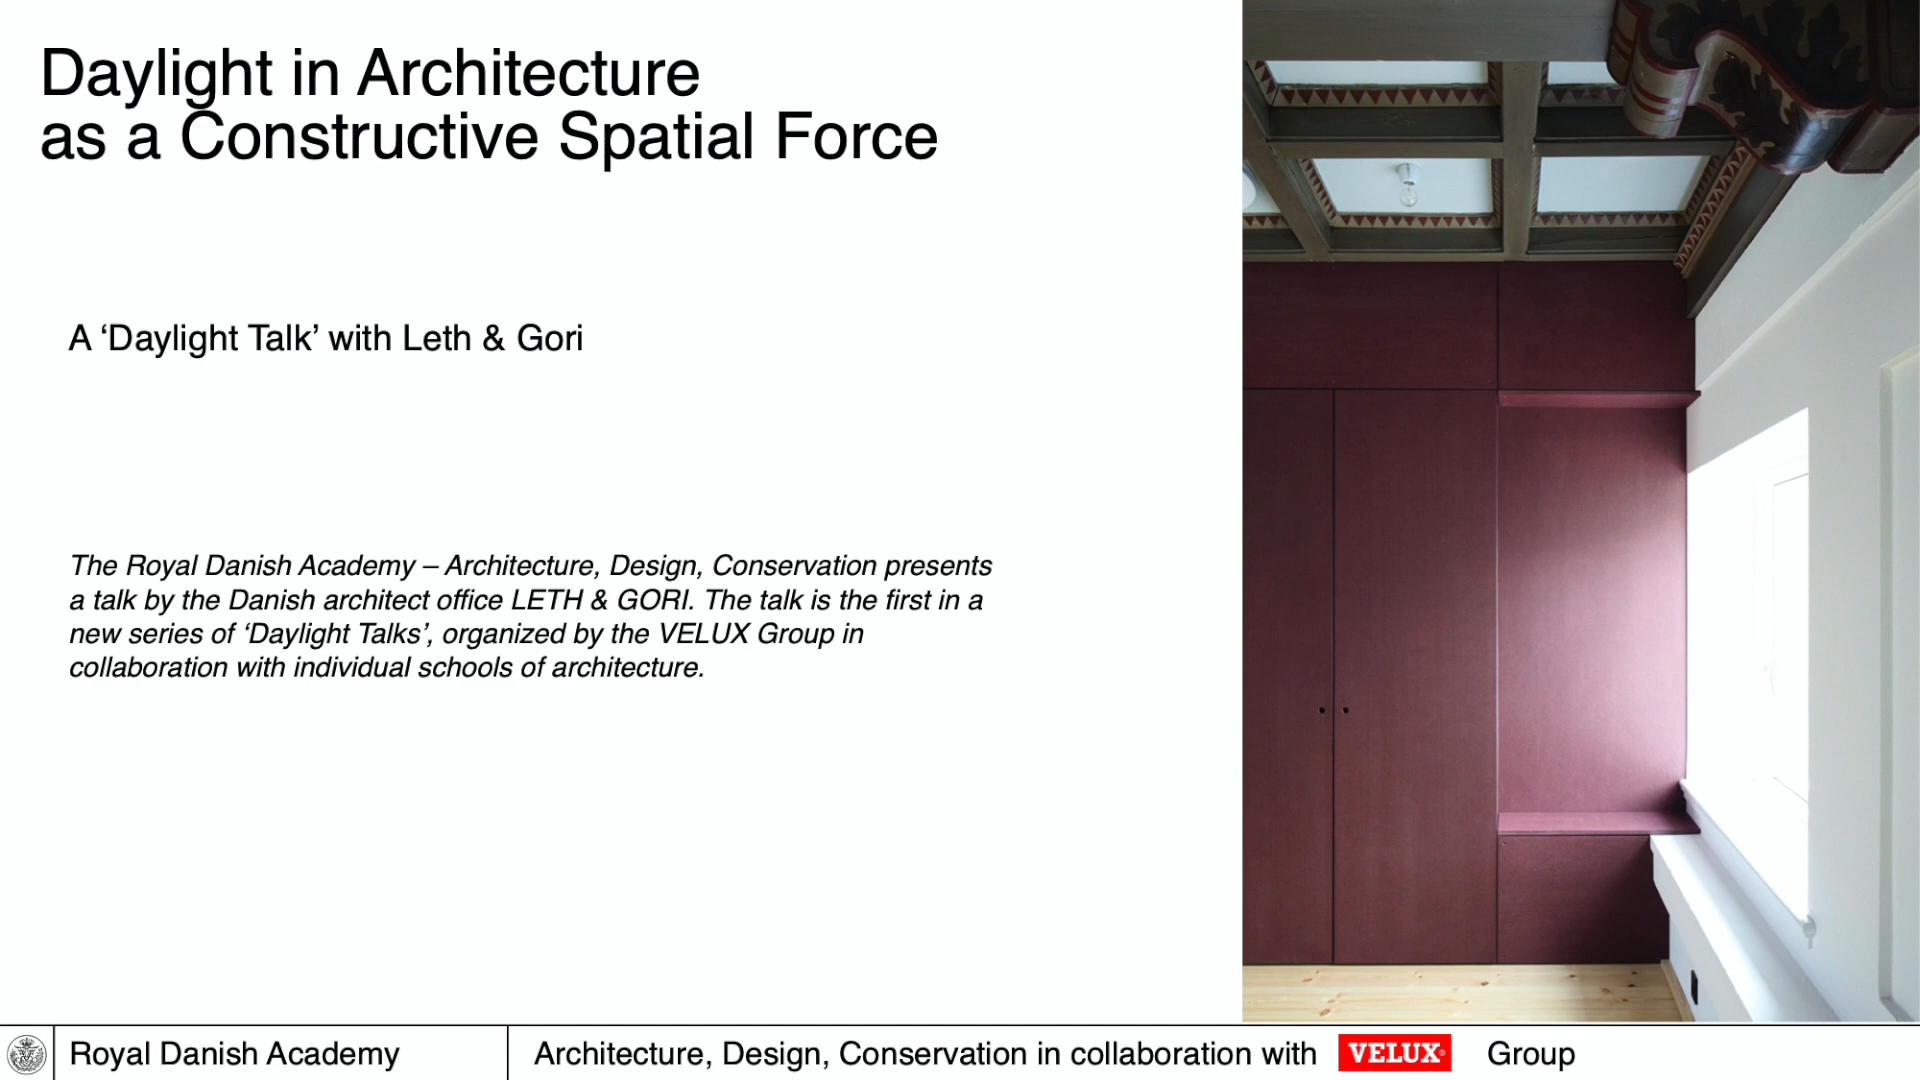 Daylight in Architecture
as a Constructive Spatial Force
A ‘Daylight Talk’ with Leth & Gori
The Royal Danish Academy – Architecture, Design, Conservation presents
a talk by the Danish architect office LETH & GORI. The talk is the first in a
new series of ‘Daylight Talks’, organized by the VELUX Group in
collaboration with individual schools of architecture.
Royal Danish Academy
Architecture, Design, Conservation in collaboration with VELUX® Group